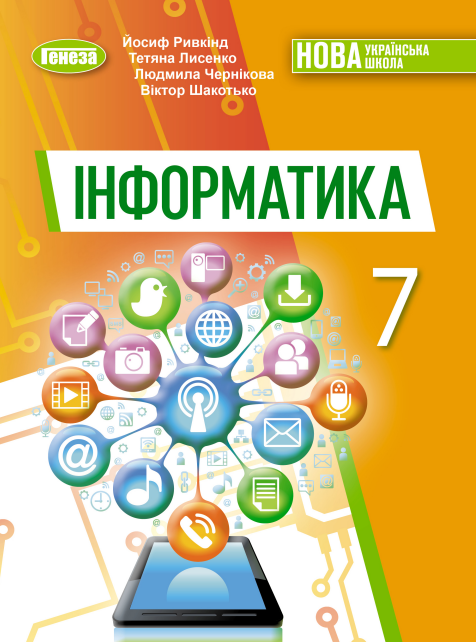 Генеза
Йосиф Ривкінд
Тетяна Лисенко
Людмила Чернікова
Віктор Шакотько
НОВА УКРАЇНСЬКА
ШКОЛА
ІНФОРМАТИКА
7